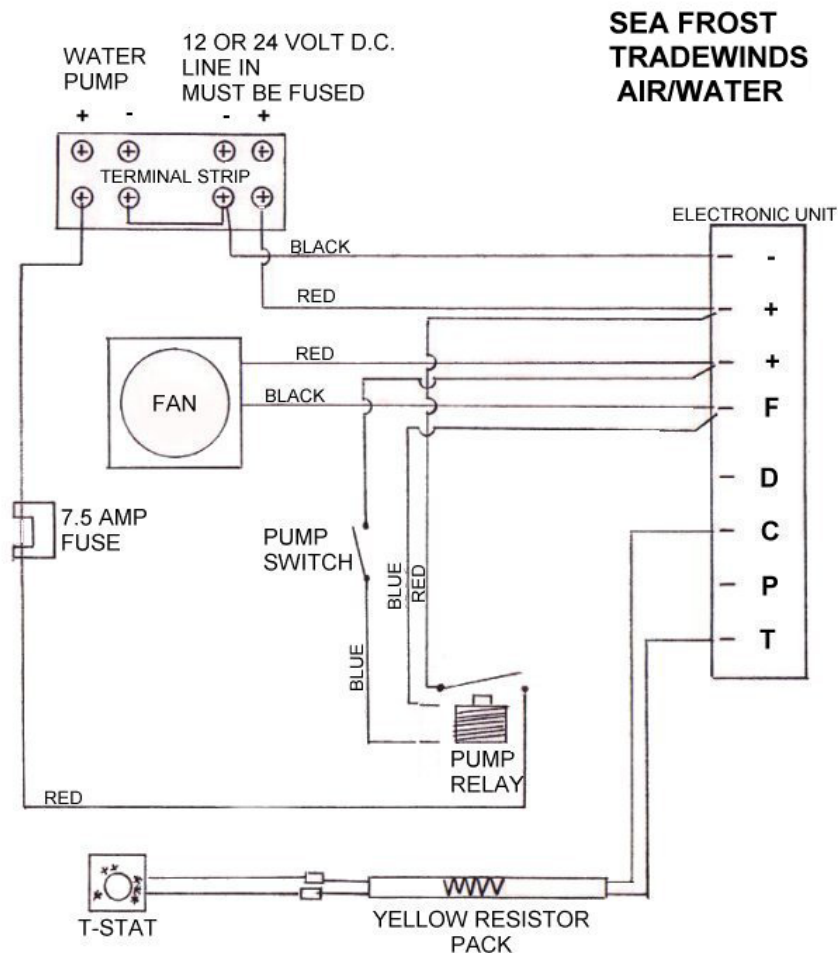 SEA FROST
TRADEWINDS
AIR/WATER
WATER
PUMP
12 OR 24 VOLT D.C.
LINE IN
MUST BE FUSED
+ - - +
TERMINAL STRIP
ELECTRONIC UNIT
BLACK
-
RED
+
RED
+
FAN
BLACK
F
D
7.5 AMP
FUSE
PUMP
SWITCH
C
BLUE
RED
P
BLUE
T
PUMP
RELAY
RED
T-STAT
YELLOW RESISTOR
PACK